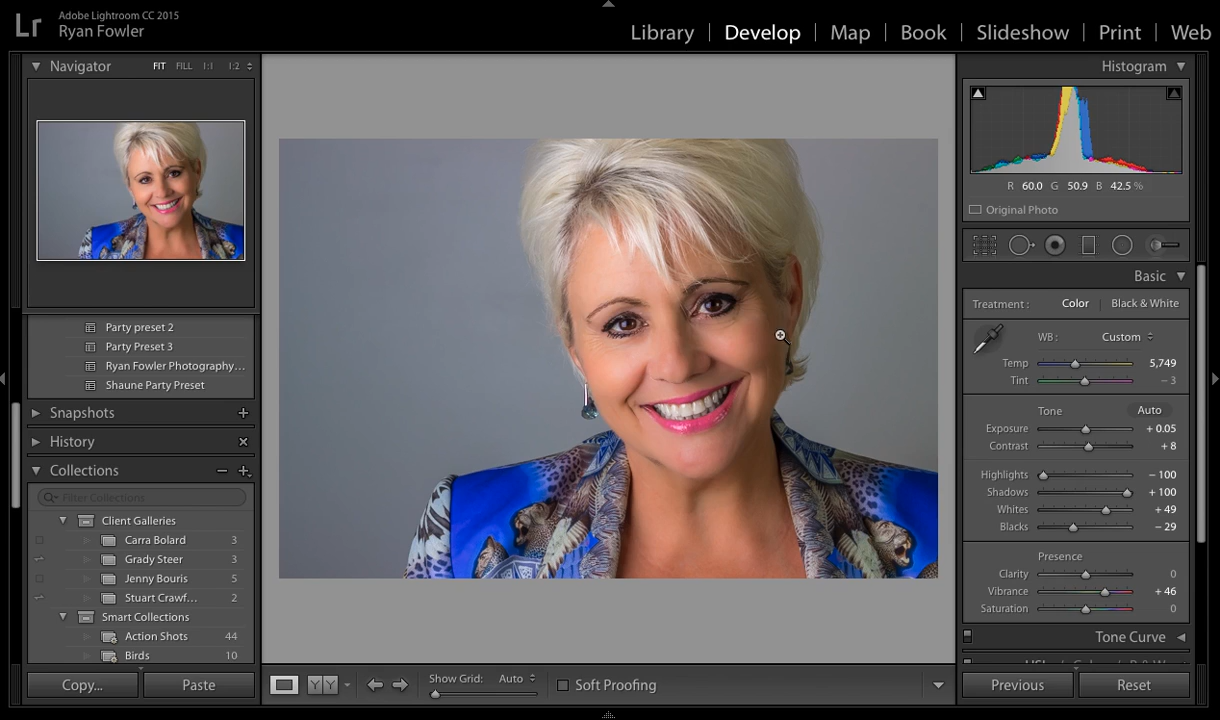 Lr
Adobe Lightroom CC 2015
Ryan Fowler
Library | Develop | Map | Book | Slideshow | Print | Web
Navigator FIT FILL 1:1 1:2
Party preset 2
Party Preset 3
Ryan Fowler Photography...
Shaune Party Preset
Snapshots +
History ×
Collections − +
Filter Collections
Client Galleries
Carra Bolard 3
Grady Steer 3
Jenny Bouris 5
Stuart Crawf... 2
Smart Collections
Action Shots 44
Birds 10
Copy... Paste
YY
Show Grid: Auto
Soft Proofing
Histogram
R 60.0 G 50.9 B 42.5 %
Original Photo
Basic
Treatment : Color | Black & White
WB : Custom
Temp 5,749
Tint − 3
Tone Auto
Exposure + 0.05
Contrast + 8
Highlights − 100
Shadows + 100
Whites + 49
Blacks − 29
Presence
Clarity 0
Vibrance + 46
Saturation 0
Tone Curve
Previous Reset